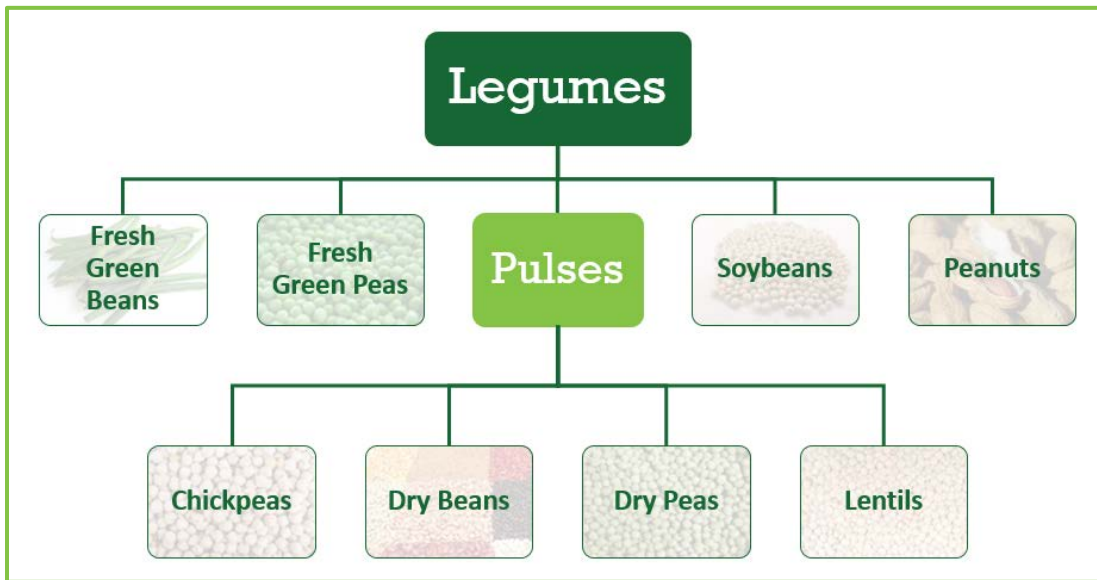 Legumes
Fresh
Green
Beans
Fresh
Green Peas
Pulses
Soybeans
Peanuts
Chickpeas
Dry Beans
Dry Peas
Lentils